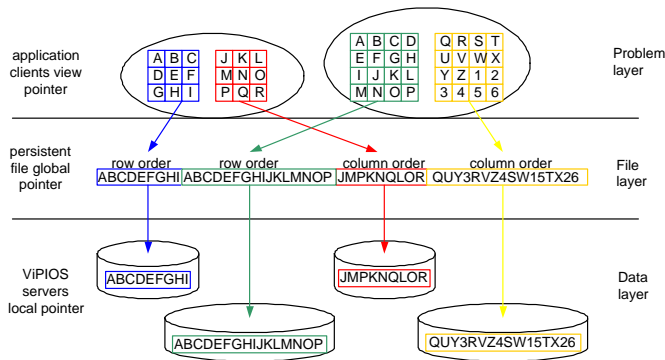 application
clients view
pointer
A B C
D E F
G H I
J K L
M N O
P Q R
A B C D
E F G H
I J K L
M N O P
Q R S T
U V W X
Y Z 1 2
3 4 5 6
Problem
layer
persistent
file global
pointer
row order
row order
column order
column order
ABCDEFGHI
ABCDEFGHIJKLMNOP
JMPKNQLOR
QUY3RVZ4SW15TX26
File
layer
ViPIOS
servers
local pointer
ABCDEFGHI
JMPKNQLOR
ABCDEFGHIJKLMNOP
QUY3RVZ4SW15TX26
Data
layer